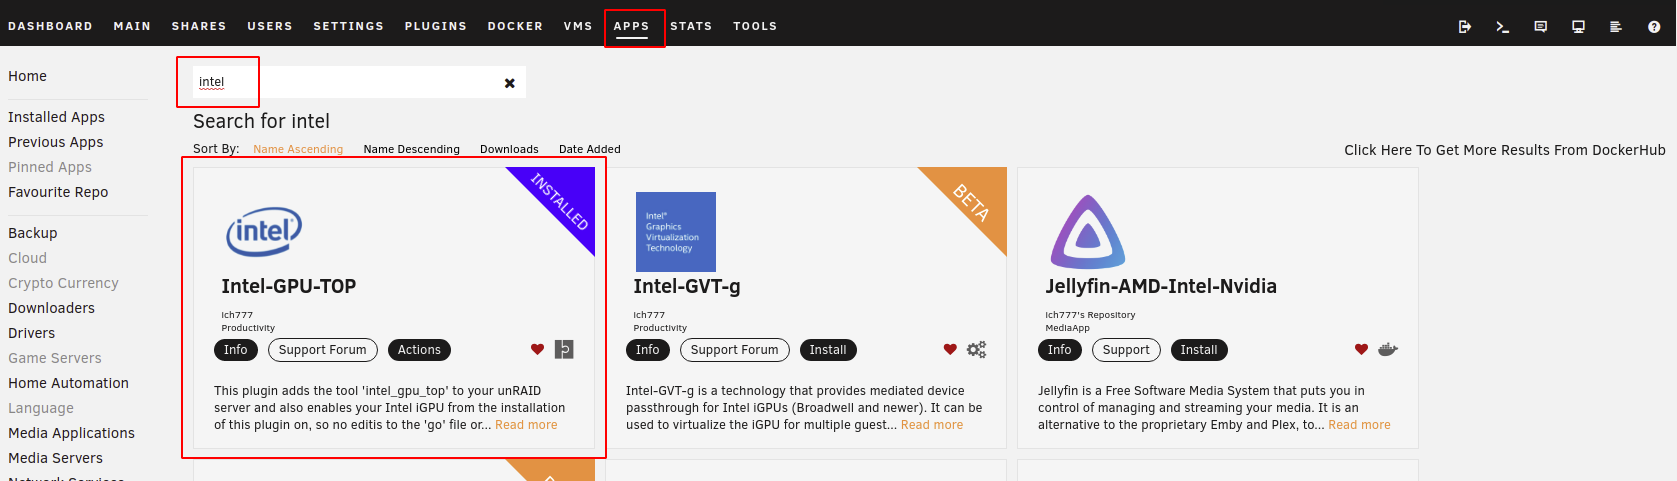 DASHBOARD MAIN SHARES USERS SETTINGS PLUGINS DOCKER VMS APPS STATS TOOLS
Home
Installed Apps
Previous Apps
Pinned Apps
Favourite Repo
Backup
Cloud
Crypto Currency
Downloaders
Drivers
Game Servers
Home Automation
Language
Media Applications
Media Servers
Network Services
intel
Search for intel
Sort By: Name Ascending Name Descending Downloads Date Added
Click Here To Get More Results From DockerHub
INSTALLED
intel
Intel-GPU-TOP
Ich777
Productivity
Info Support Forum Actions
This plugin adds the tool 'intel_gpu_top' to your unRAID
server and also enables your Intel iGPU from the installation
of this plugin on, so no editis to the 'go' file or... Read more
BETA
Intel®
Graphics
Virtualization
Technology
Intel-GVT-g
Ich777
Productivity
Info Support Forum Install
Intel-GVT-g is a technology that provides mediated device
passthrough for Intel iGPUs (Broadwell and newer). It can be
used to virtualize the iGPU for multiple guest... Read more
Jellyfin-AMD-Intel-Nvidia
Ich777's Repository
MediaApp
Info Support Install
Jellyfin is a Free Software Media System that puts you in
control of managing and streaming your media. It is an
alternative to the proprietary Emby and Plex, to... Read more